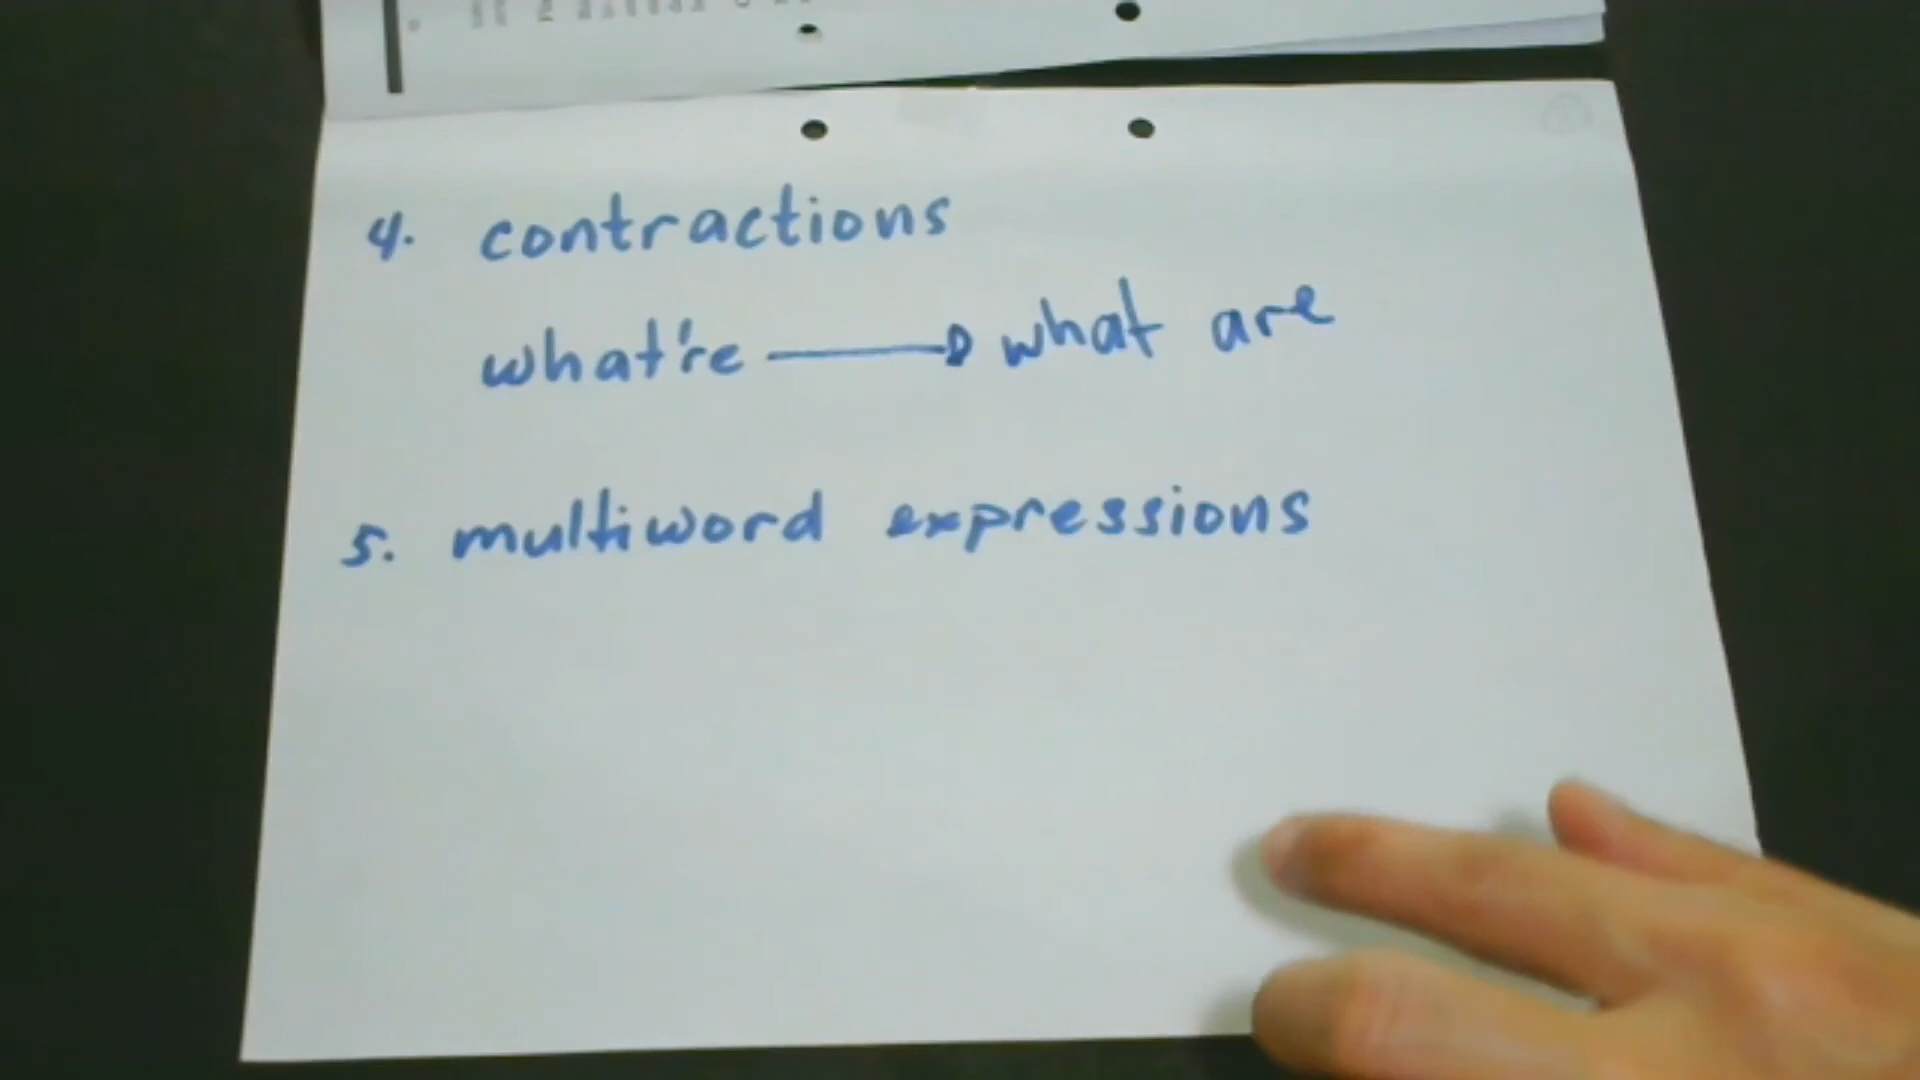 4. contractions
what're → what are
5. multiword expressions